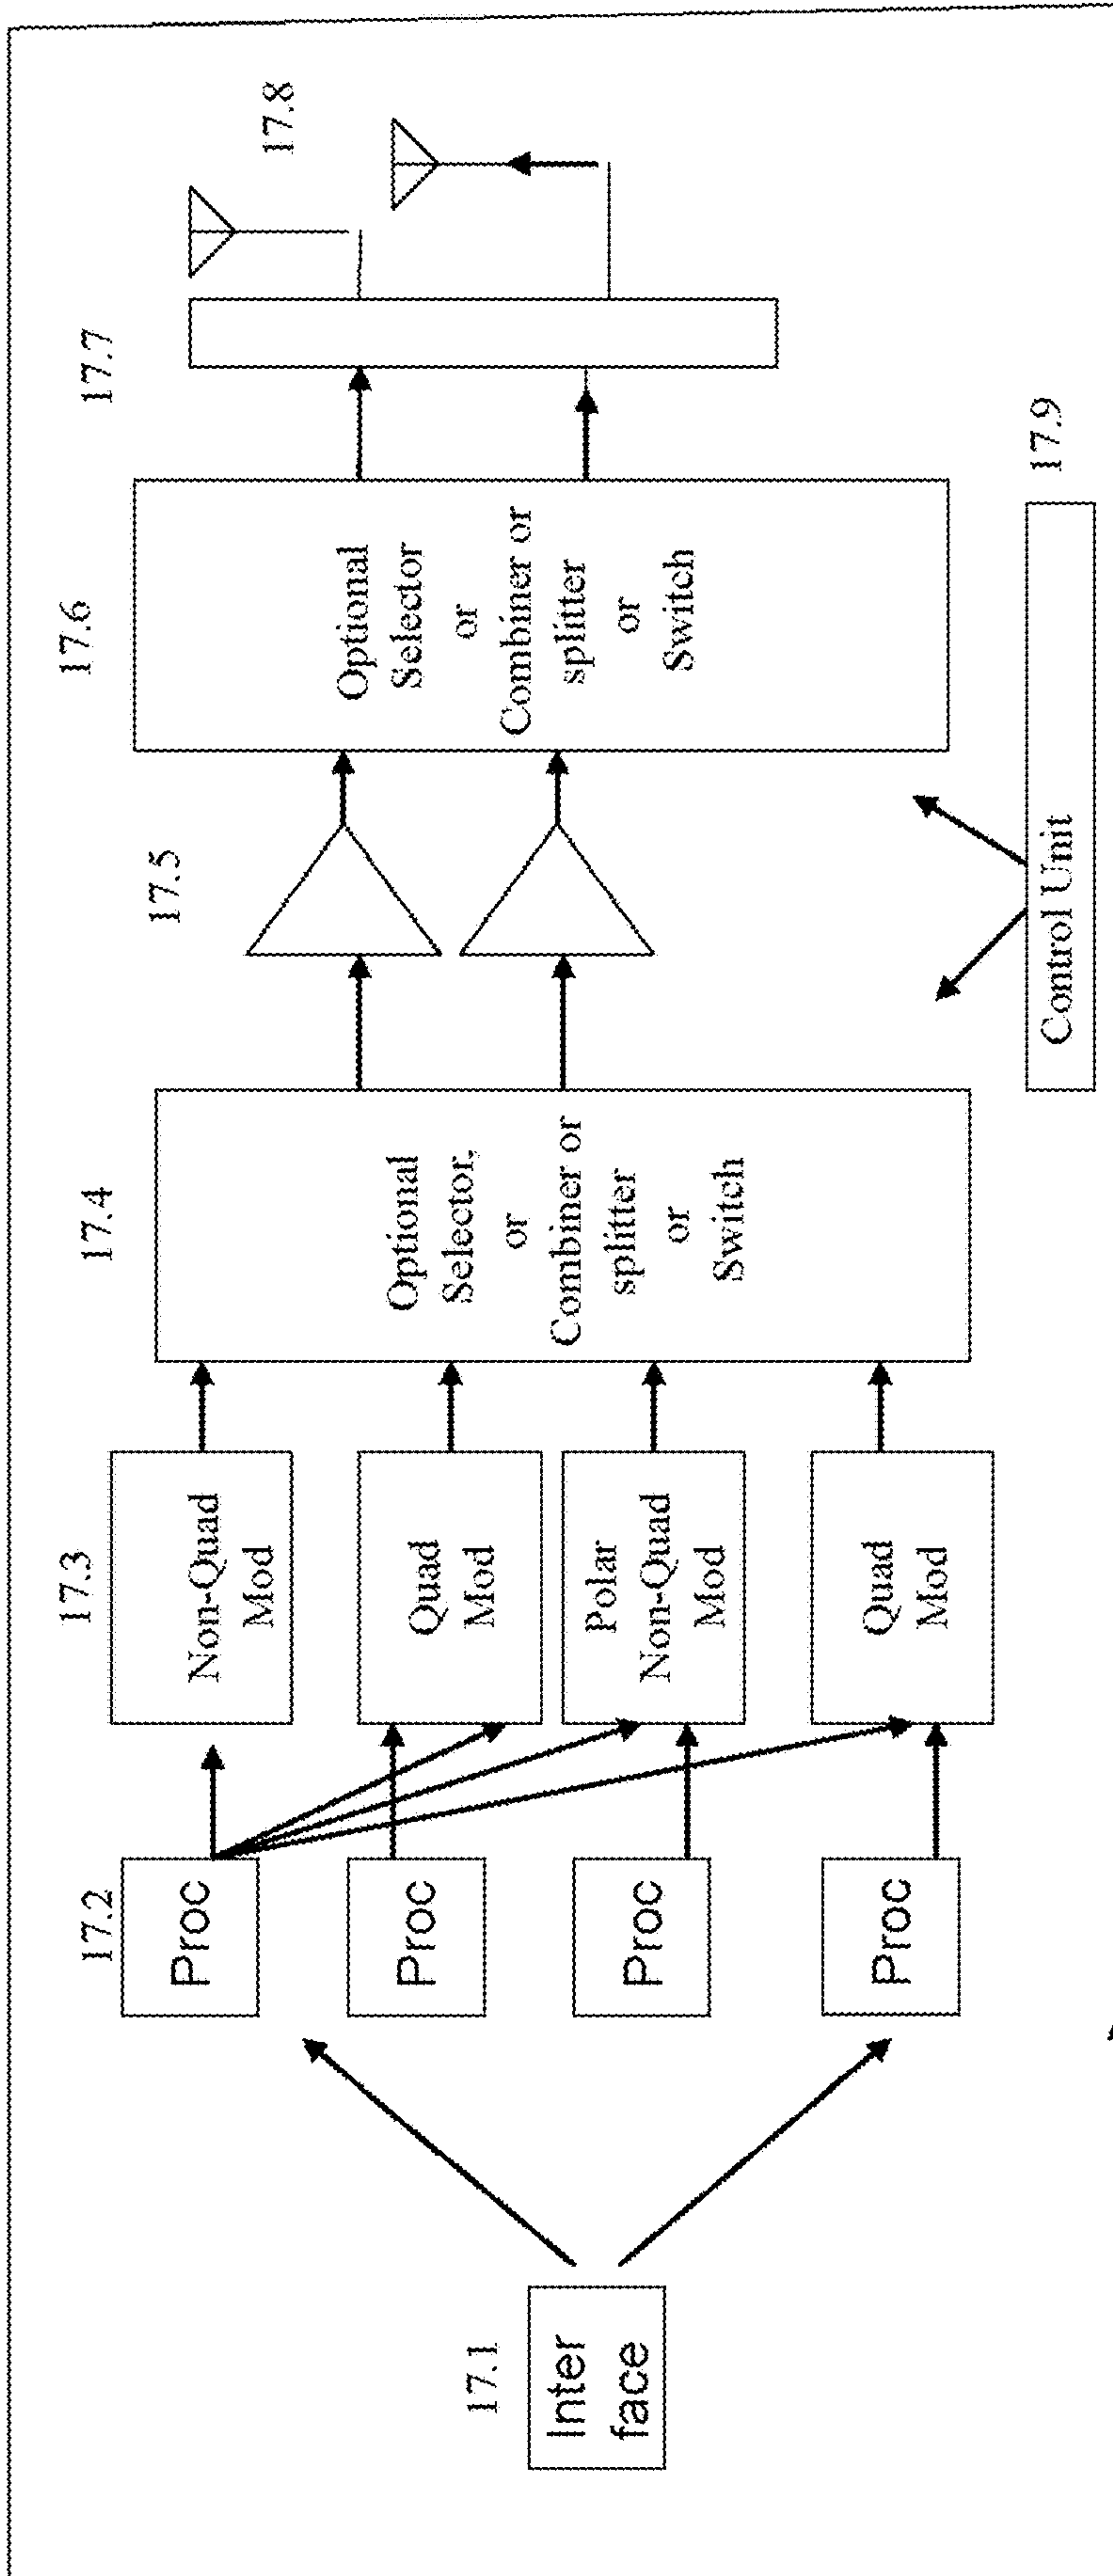 17.1
Inter
face
17.2
Proc
Proc
Proc
Proc
17.3
Non-Quad
Mod
Quad
Mod
Polar
Non-Quad
Mod
Quad
Mod
17.4
Optional
Selector,
or
Combiner or
splitter
or
Switch
17.5
17.6
Optional
Selector
or
Combiner or
splitter
or
Switch
17.7
17.8
Control Unit
17.9